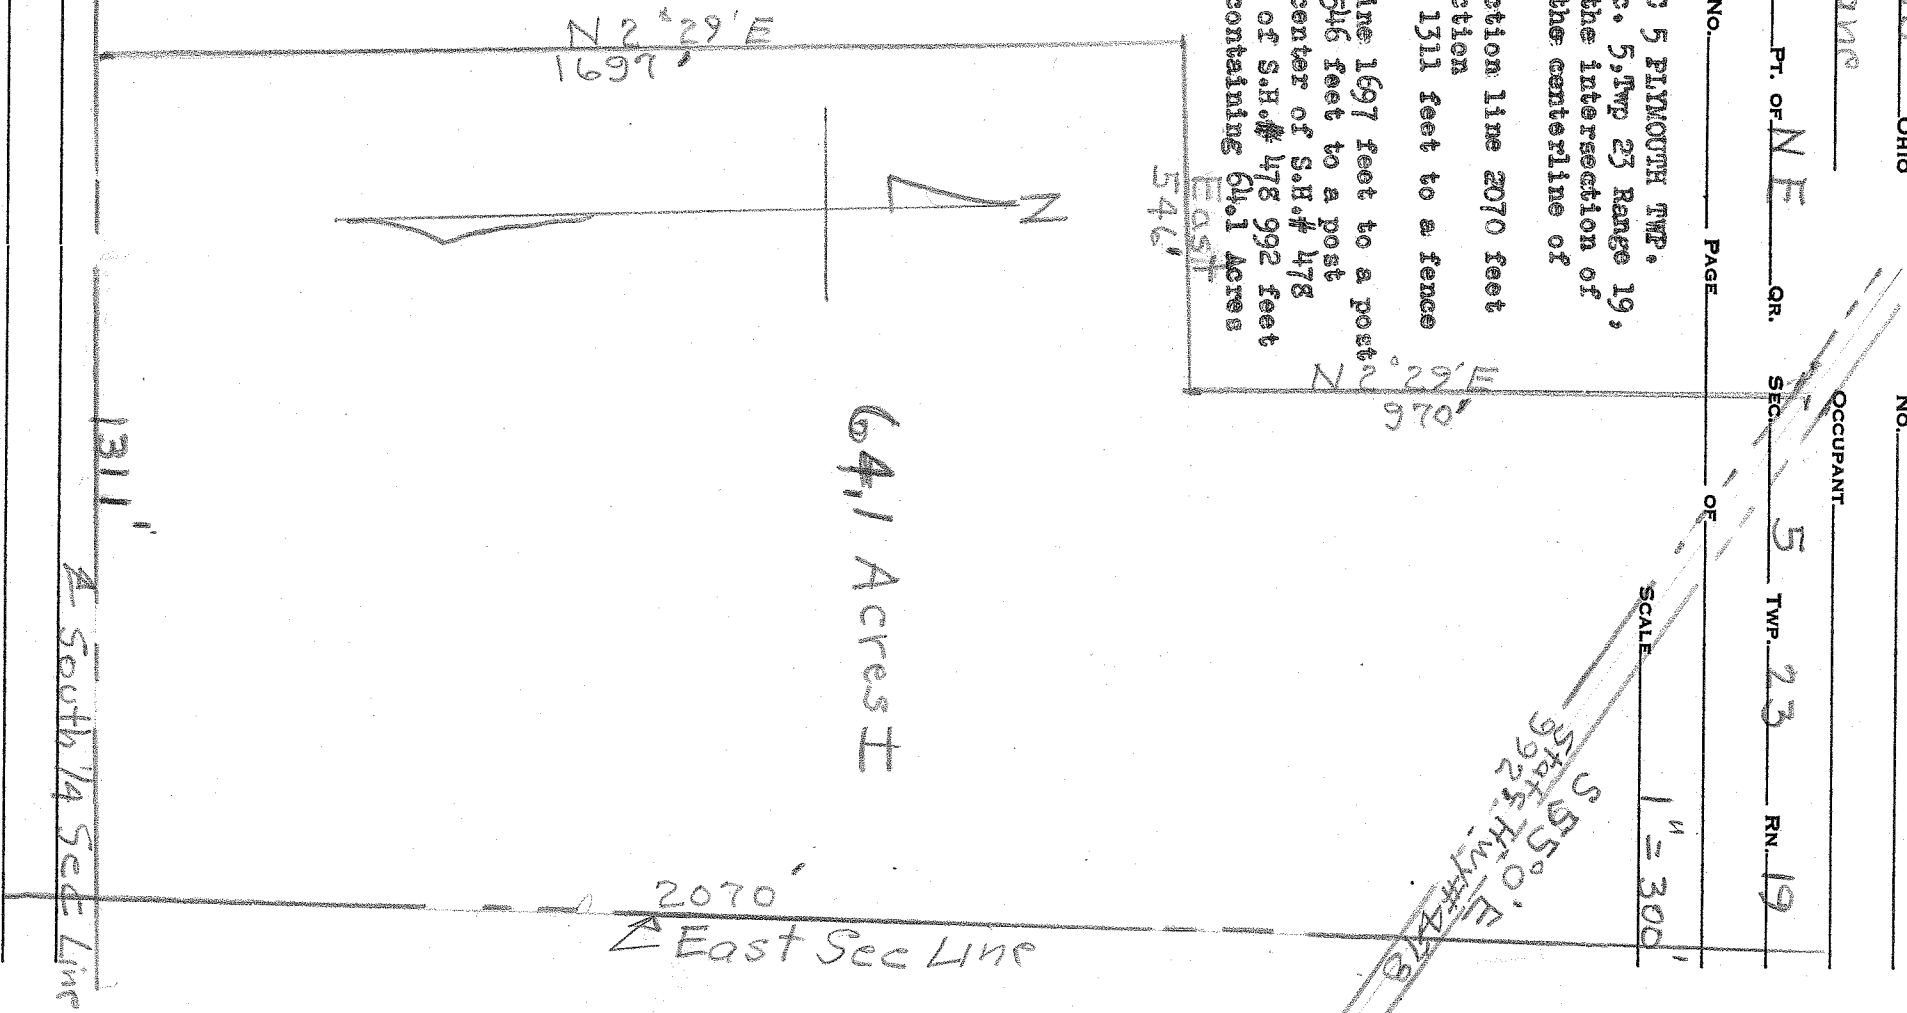 OHIO NO.
PT. OF N E QR. SEC. 5 TWP. 23 RN. 19
OCCUPANT
No. PAGE OF
SCALE 1" = 300'
5 PLYMOUTH TWP.
c. 5,Twp 23 Range 19,
the intersection of
the centerline of
ction line 2070 feet
ction
1311 feet to a fence
ine 1697 feet to a post
546 feet to a post
center of S.H.# 478
of S.H.# 478 992 feet
containing 64.1 Acres
N 2°29'E
970'
East
546'
N 2°29'E
1697'
N
S 55°0'E
State Hwy #478
992'
64.1 Acres ±
2070'
East Sec Line
1311'
South 1/4 Sec Line